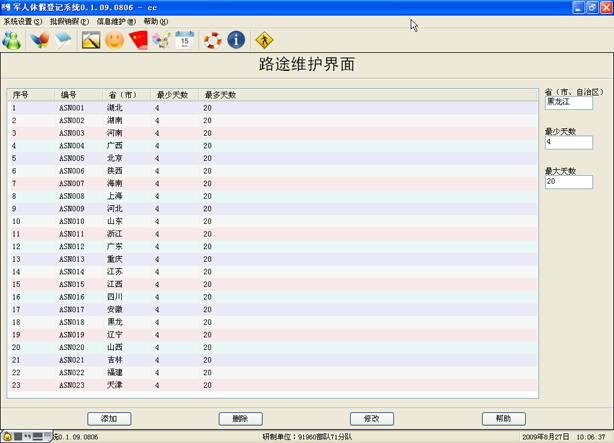 军人休假登记系统0.1.09.0806 - cc
系统设置(S) 批假销假(P) 信息维护(W) 帮助(H)
路途维护界面
序号 编号 省(市) 最少天数 最多天数
1 ASN001 湖北 4 20
2 ASN002 湖南 4 20
3 ASN003 河南 4 20
4 ASN004 广西 4 20
5 ASN005 北京 4 20
6 ASN006 陕西 4 20
7 ASN007 海南 4 20
8 ASN008 上海 4 20
9 ASN009 河北 4 20
10 ASN010 山东 4 20
11 ASN011 浙江 4 20
12 ASN012 广东 4 20
13 ASN013 重庆 4 20
14 ASN014 江苏 4 20
15 ASN015 江西 4 20
16 ASN016 四川 4 20
17 ASN017 安徽 4 20
18 ASN018 黑龙 4 20
19 ASN019 辽宁 4 20
20 ASN020 山西 4 20
21 ASN021 吉林 4 20
22 ASN022 福建 4 20
23 ASN023 天津 4 20
省(市、自治区)
黑龙江
最少天数
4
最大天数
20
添加 删除 修改 帮助
统0.1.09.0806 研制单位：91960部队71分队 2009年8月27日 10:06:37